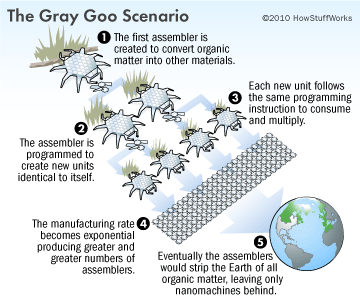 The Gray Goo Scenario
©2010 HowStuffWorks
1 The first assembler is
created to convert organic
matter into other materials.
2
The assembler is
programmed to
create new units
identical to itself.
3
Each new unit follows
the same programming
instruction to consume
and multiply.
The manufacturing rate 4
becomes exponential
producing greater and
greater numbers of
assemblers.
5
Eventually the assemblers
would strip the Earth of all
organic matter, leaving only
nanomachines behind.